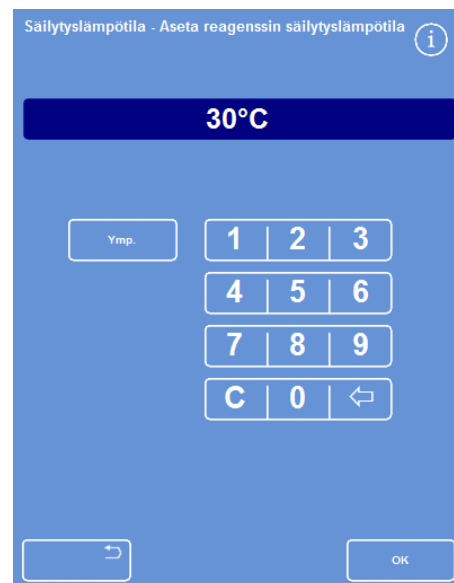 Säilytyslämpötila - Aseta reagenssin säilytyslämpötila
i
30°C
Ymp.
1 2 3
4 5 6
7 8 9
C 0
OK